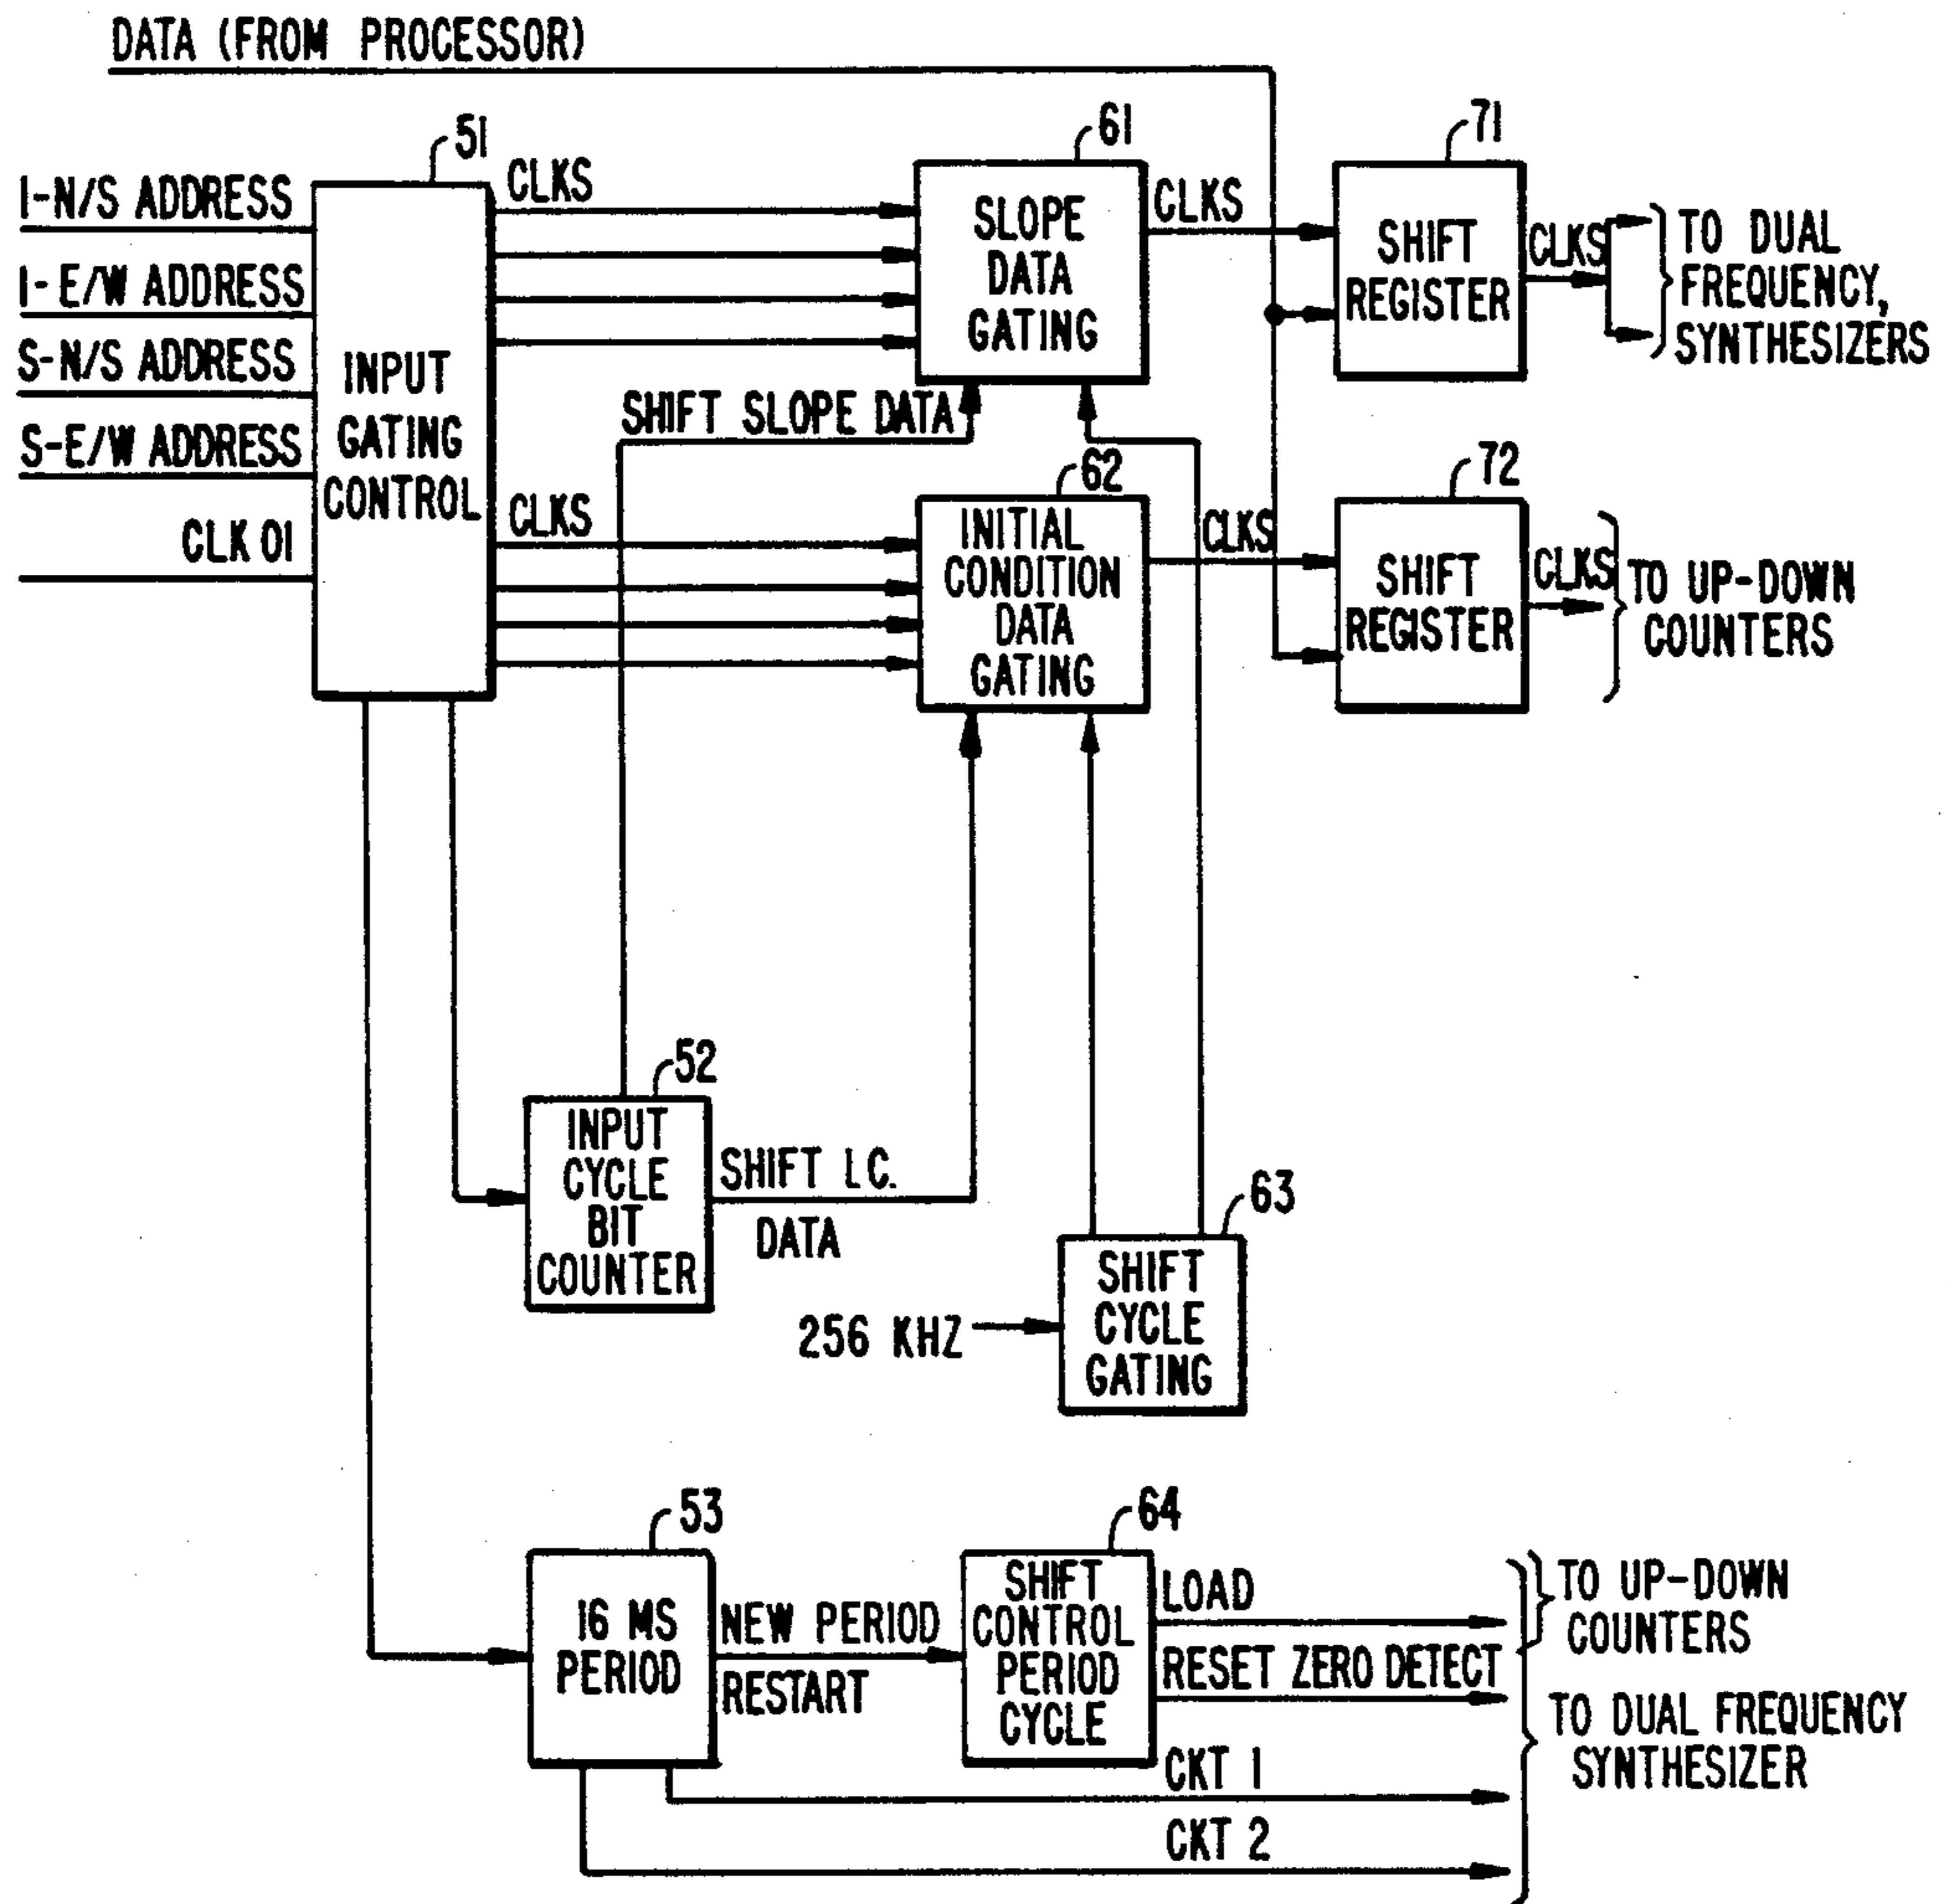 DATA (FROM PROCESSOR)
51
61
71
I-N/S ADDRESS
I-E/W ADDRESS
S-N/S ADDRESS
S-E/W ADDRESS
CLK 01
INPUT
GATING
CONTROL
CLKS
CLKS
SLOPE
DATA
GATING
CLKS
SHIFT
REGISTER
CLKS
TO DUAL
FREQUENCY,
SYNTHESIZERS
SHIFT SLOPE DATA
62
72
INITIAL
CONDITION
DATA
GATING
CLKS
SHIFT
REGISTER
CLKS
TO UP-DOWN
COUNTERS
52
INPUT
CYCLE
BIT
COUNTER
SHIFT I.C.
DATA
63
SHIFT
CYCLE
GATING
256 KHZ
53
16 MS
PERIOD
NEW PERIOD
RESTART
64
SHIFT
CONTROL
PERIOD
CYCLE
LOAD
RESET ZERO DETECT
CKT 1
CKT 2
TO UP-DOWN
COUNTERS
TO DUAL FREQUENCY
SYNTHESIZER